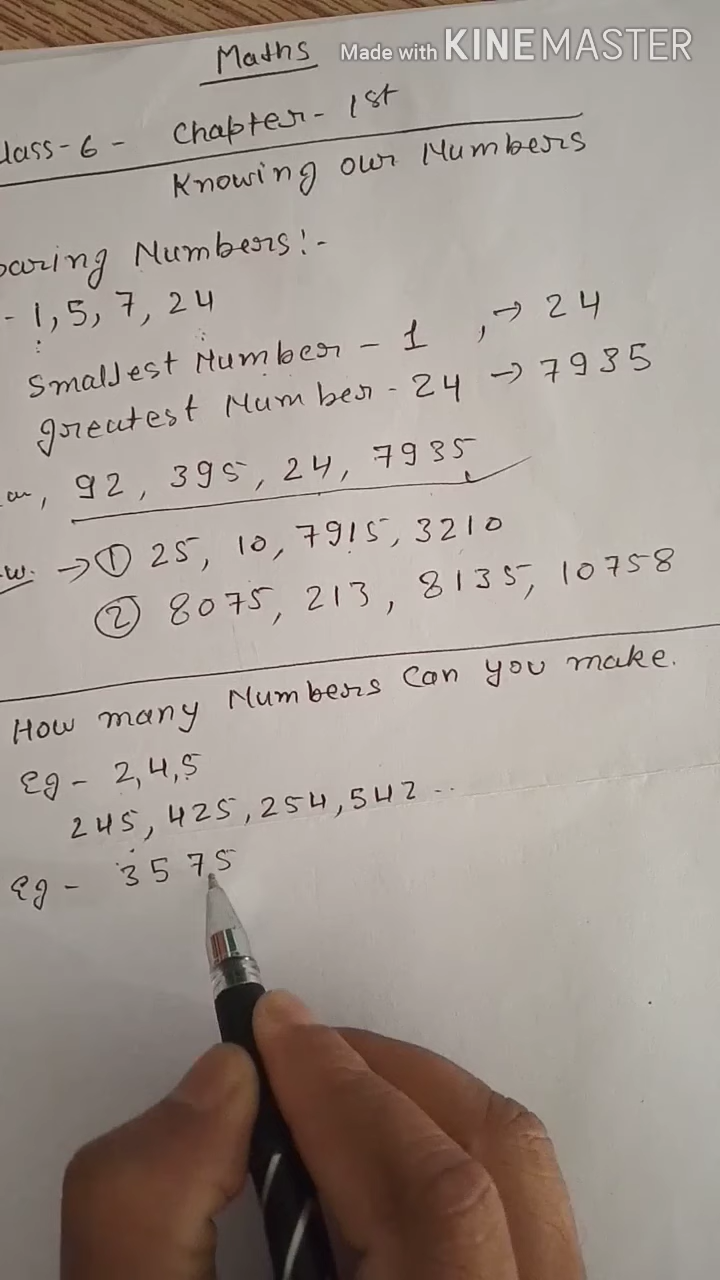 Maths
Made with KINEMASTER
lass-6 - Chapter - 1st
Knowing our Numbers
paring Numbers:-
- 1, 5, 7, 24
Smallest Number - 1 , → 24
greatest Number - 24 → 7935
, 92, 395, 24, 7935
w. → ① 25, 10, 7915, 3210
② 8075, 213, 8135, 10758
How many Numbers Can you make.
Eg - 2,4,5
245, 425, 254, 542 ..
Eg - 3575